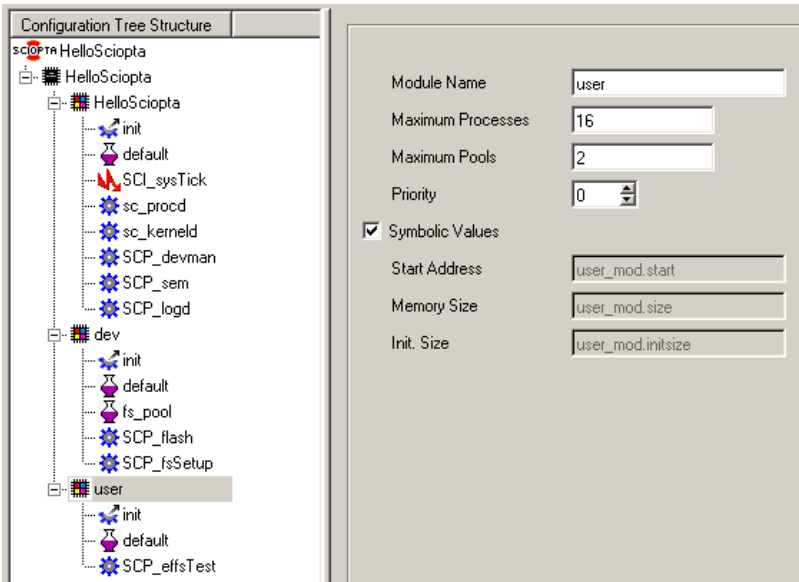 Configuration Tree Structure
SCIOPTA HelloSciopta
HelloSciopta
HelloSciopta
init
default
SCI_sysTick
sc_procd
sc_kerneld
SCP_devman
SCP_sem
SCP_logd
dev
init
default
fs_pool
SCP_flash
SCP_fsSetup
user
init
default
SCP_effsTest
Module Name user
Maximum Processes 16
Maximum Pools 2
Priority 0
Symbolic Values
Start Address user_mod.start
Memory Size user_mod.size
Init. Size user_mod.initsize